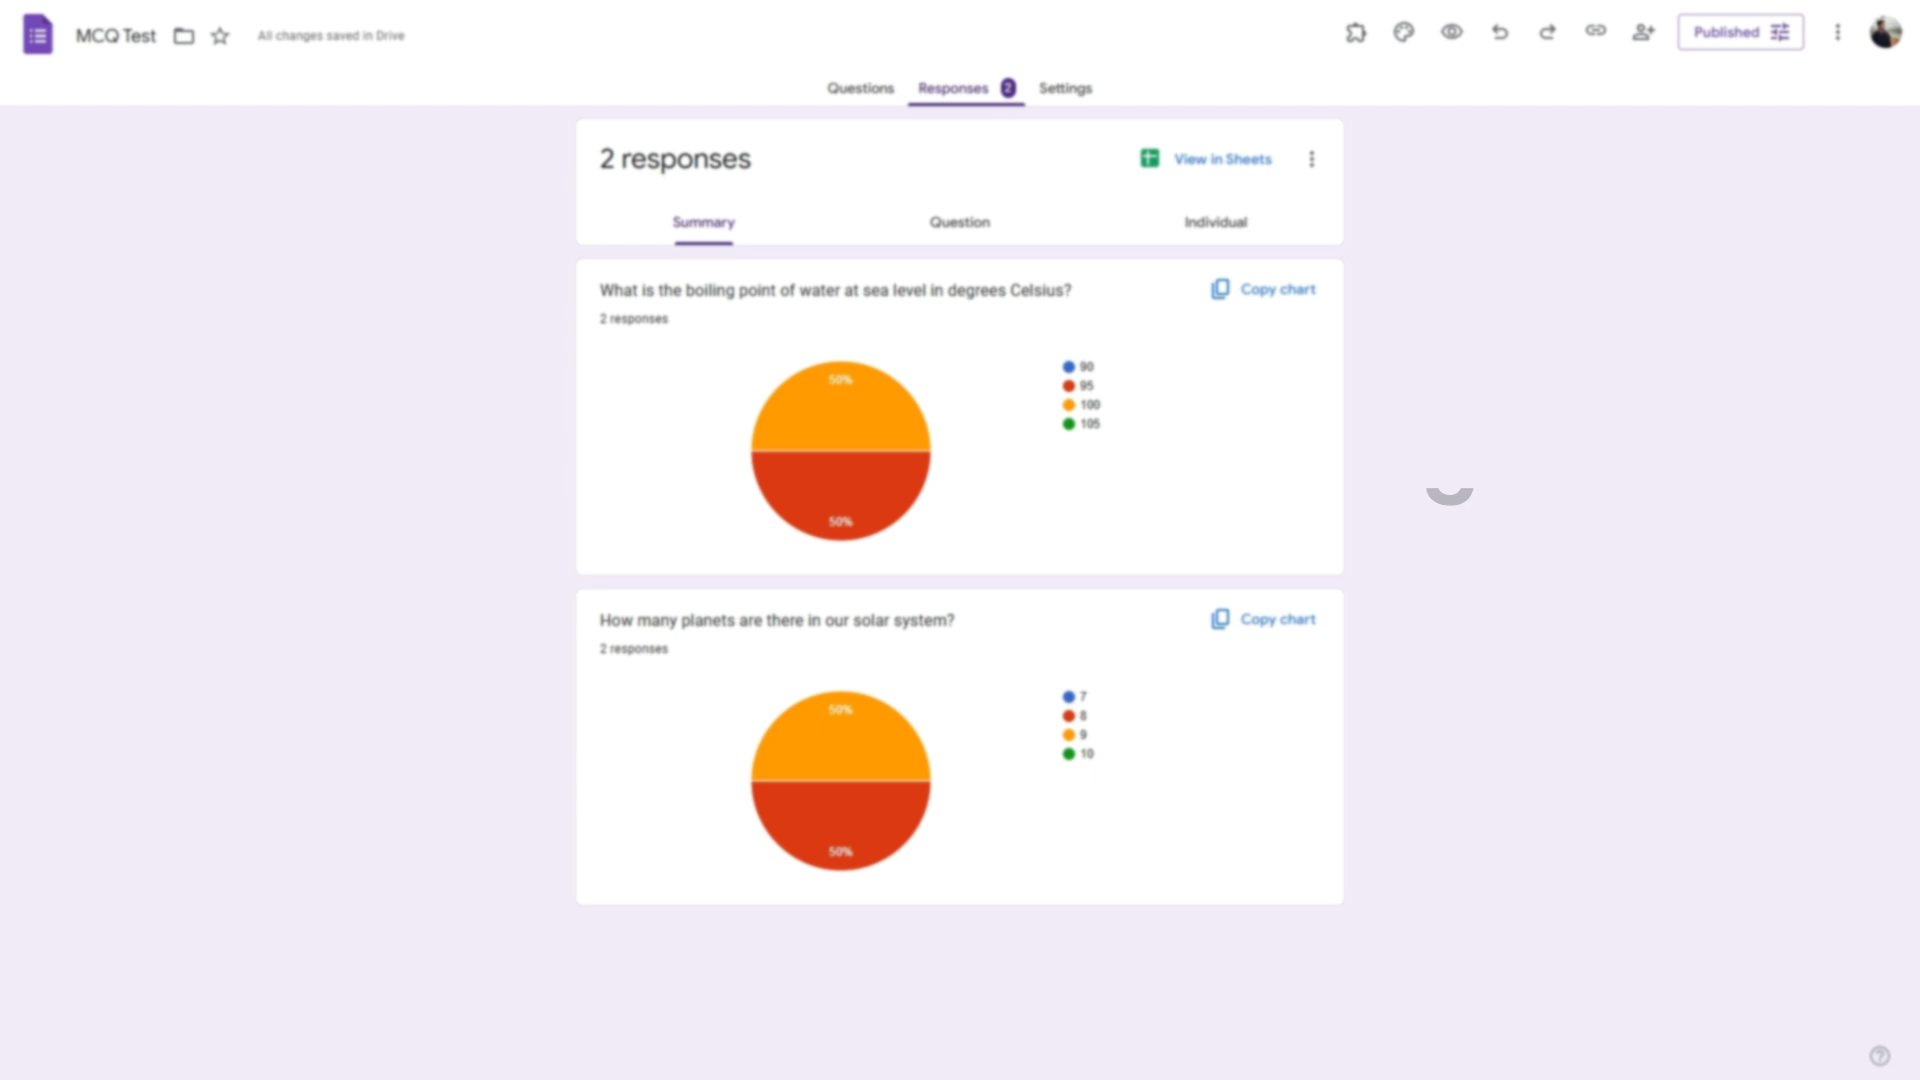 MCQ Test All changes saved in Drive Published
Questions Responses 2 Settings
2 responses View in Sheets
Summary Question Individual
What is the boiling point of water at sea level in degrees Celsius? Copy chart
2 responses
50%
50%
90
95
100
105
How many planets are there in our solar system? Copy chart
2 responses
50%
50%
7
8
9
10